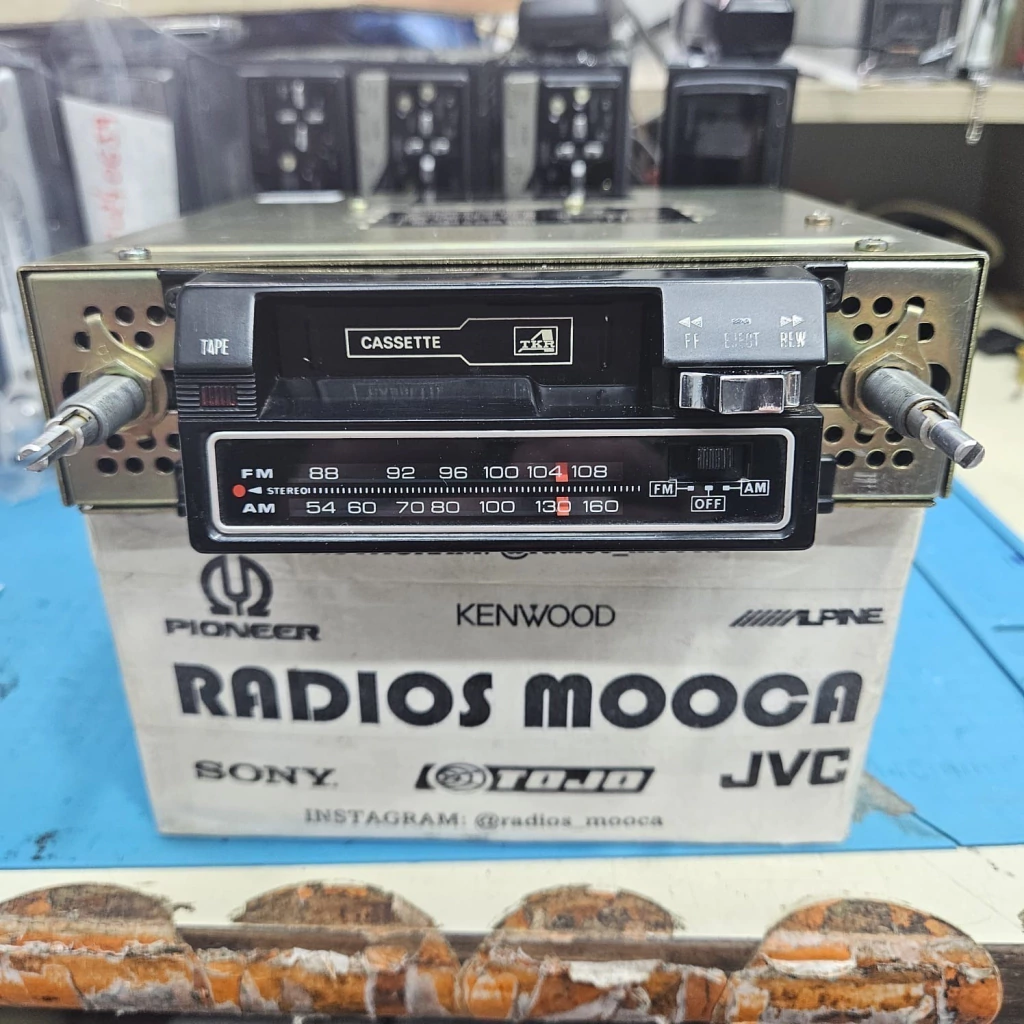 TAPE
CASSETTE
TKR
FF EJECT REW
FM 88 92 96 100 104 108
STEREO
AM 54 60 70 80 100 130 160
FM OFF AM
PIONEER
KENWOOD
ALPINE
RADIOS MOOCA
SONY
TOJO
JVC
INSTAGRAM: @radios_mooca